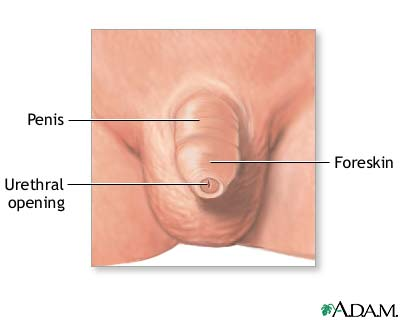 Penis
Foreskin
Urethral
opening
A.D.A.M.